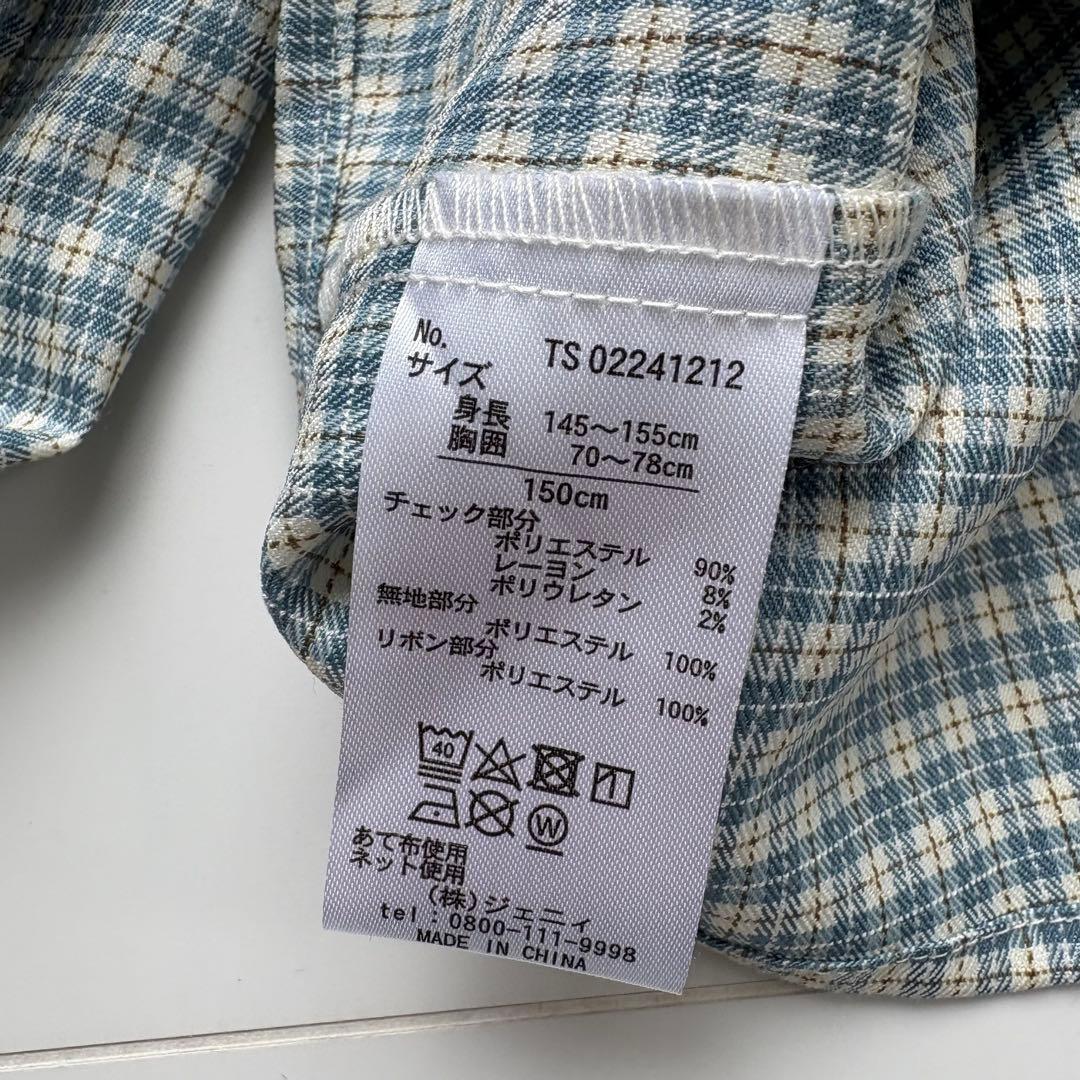 No. TS 02241212
サイズ
身長 145～155cm
胸囲 70～78cm
150cm
チェック部分
ポリエステル 90%
レーヨン 8%
ポリウレタン 2%
無地部分
ポリエステル 100%
リボン部分
ポリエステル 100%
40
W
あて布使用
ネット使用
(株)ジェニィ
tel:0800-111-9998
MADE IN CHINA